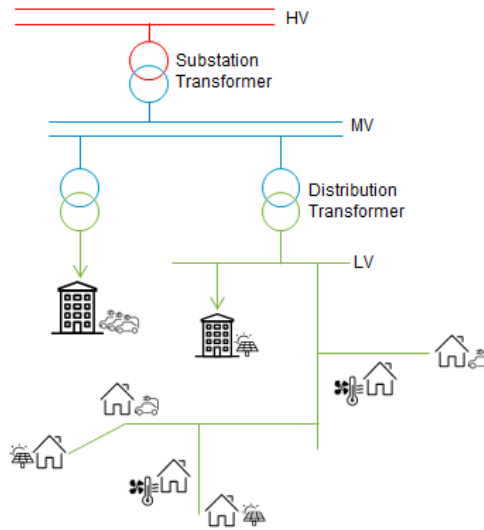 HV
Substation
Transformer
MV
Distribution
Transformer
LV